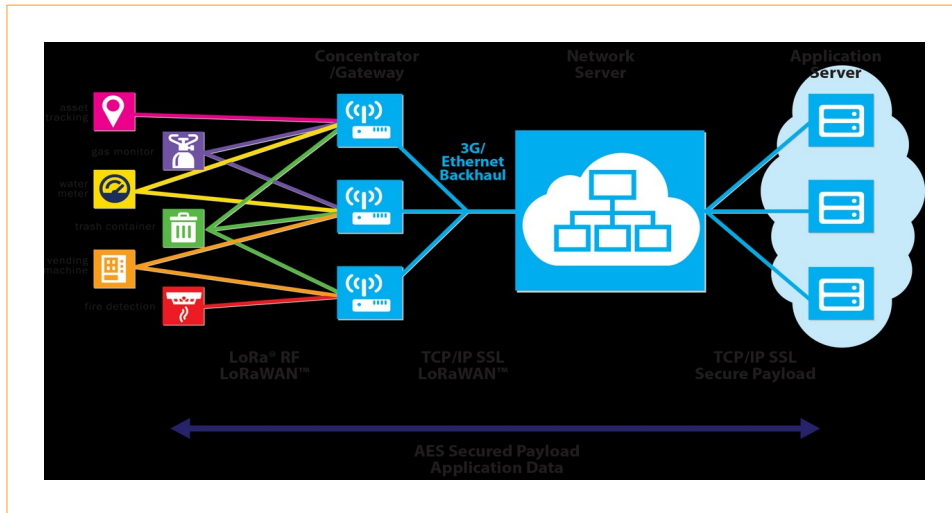 Concentrator
/Gateway
Network
Server
Application
Server
asset
tracking
gas monitor
water
meter
trash container
vending
machine
fire detection
3G/
Ethernet
Backhaul
LoRa® RF
LoRaWAN™
TCP/IP SSL
LoRaWAN™
TCP/IP SSL
Secure Payload
AES Secured Payload
Application Data